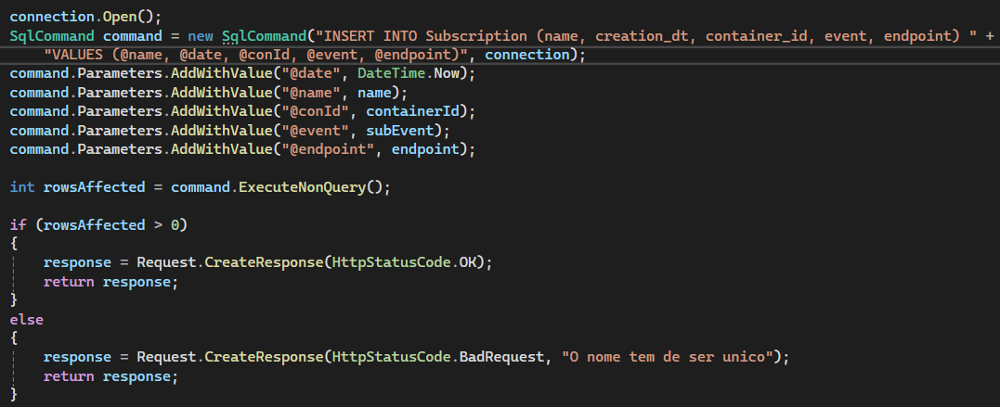 connection.Open();
SqlCommand command = new SqlCommand("INSERT INTO Subscription (name, creation_dt, container_id, event, endpoint) " +
"VALUES (@name, @date, @conId, @event, @endpoint)", connection);
command.Parameters.AddWithValue("@date", DateTime.Now);
command.Parameters.AddWithValue("@name", name);
command.Parameters.AddWithValue("@conId", containerId);
command.Parameters.AddWithValue("@event", subEvent);
command.Parameters.AddWithValue("@endpoint", endpoint);
int rowsAffected = command.ExecuteNonQuery();
if (rowsAffected > 0)
{
response = Request.CreateResponse(HttpStatusCode.OK);
return response;
}
else
{
response = Request.CreateResponse(HttpStatusCode.BadRequest, "O nome tem de ser unico");
return response;
}